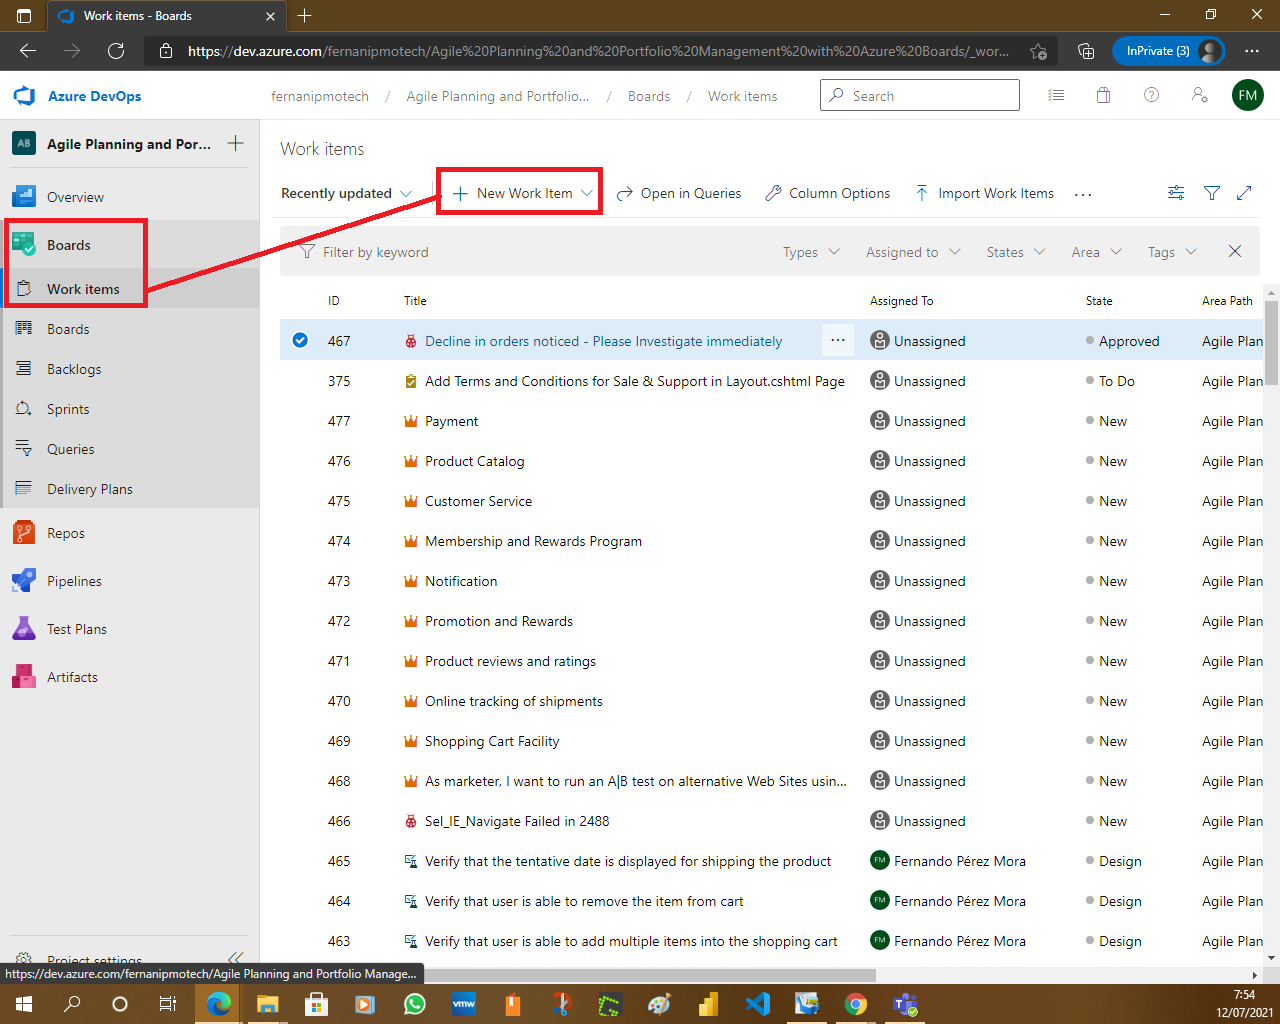 Work items - Boards
https://dev.azure.com/fernanipmotech/Agile%20Planning%20and%20Portfolio%20Management%20with%20Azure%20Boards/_wor...
InPrivate (3)
Azure DevOps
fernanipmotech / Agile Planning and Portfolio... / Boards / Work items
Search
FM
AB Agile Planning and Por...
Work items
Overview
Recently updated
New Work Item
Open in Queries
Column Options
Import Work Items
Boards
Filter by keyword
Types
Assigned to
States
Area
Tags
Work items
Boards
Backlogs
Sprints
Queries
Delivery Plans
Repos
Pipelines
Test Plans
Artifacts
Project settings
ID Title Assigned To State Area Path
467 Decline in orders noticed - Please Investigate immediately ... Unassigned Approved Agile Plan
375 Add Terms and Conditions for Sale & Support in Layout.cshtml Page Unassigned To Do Agile Plan
477 Payment Unassigned New Agile Plan
476 Product Catalog Unassigned New Agile Plan
475 Customer Service Unassigned New Agile Plan
474 Membership and Rewards Program Unassigned New Agile Plan
473 Notification Unassigned New Agile Plan
472 Promotion and Rewards Unassigned New Agile Plan
471 Product reviews and ratings Unassigned New Agile Plan
470 Online tracking of shipments Unassigned New Agile Plan
469 Shopping Cart Facility Unassigned New Agile Plan
468 As marketer, I want to run an A|B test on alternative Web Sites usin... Unassigned New Agile Plan
466 Sel_IE_Navigate Failed in 2488 Unassigned New Agile Plan
465 Verify that the tentative date is displayed for shipping the product FM Fernando Pérez Mora Design Agile Plan
464 Verify that user is able to remove the item from cart FM Fernando Pérez Mora Design Agile Plan
463 Verify that user is able to add multiple items into the shopping cart FM Fernando Pérez Mora Design Agile Plan
https://dev.azure.com/fernanipmotech/Agile Planning and Portfolio Manage...
vmw
7:54
12/07/2021